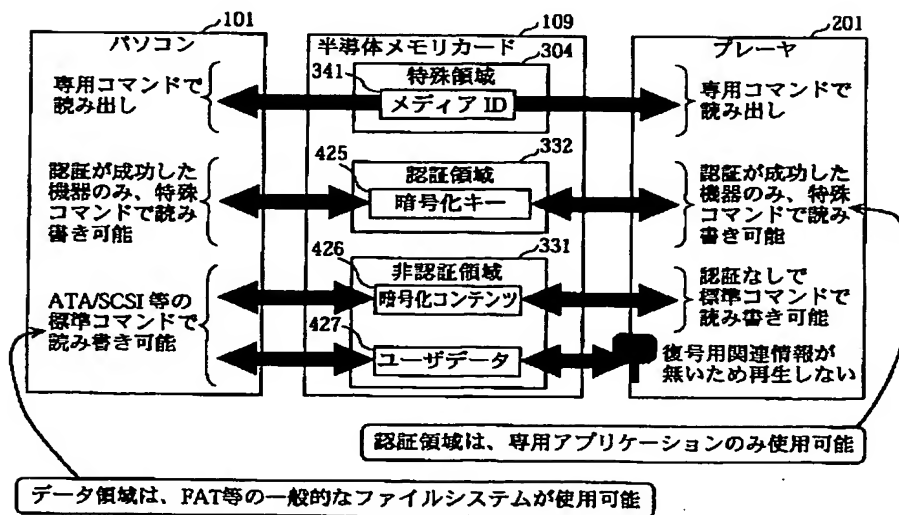 101
パソコン
専用コマンドで
読み出し
認証が成功した
機器のみ、特殊
コマンドで読み
書き可能
ATA/SCSI 等の
標準コマンドで
読み書き可能
109
半導体メモリカード
304
特殊領域
341
メディア ID
332
認証領域
425
暗号化キー
331
非認証領域
426
暗号化コンテンツ
427
ユーザデータ
201
プレーヤ
専用コマンドで
読み出し
認証が成功した
機器のみ、特殊
コマンドで読み
書き可能
認証なしで
標準コマンドで
読み書き可能
復号用関連情報が
無いため再生しない
認証領域は、専用アプリケーションのみ使用可能
データ領域は、FAT等の一般的なファイルシステムが使用可能